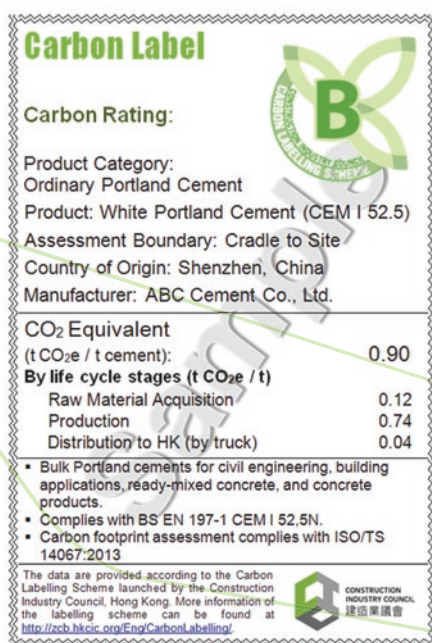 Carbon Label
Carbon Rating:
B
CONSTRUCTION INDUSTRY COUNCIL
CARBON LABELLING SCHEME
Product Category:
Ordinary Portland Cement
Product: White Portland Cement (CEM I 52.5)
Assessment Boundary: Cradle to Site
Country of Origin: Shenzhen, China
Manufacturer: ABC Cement Co., Ltd.
Sample
CO2 Equivalent
(t CO2e / t cement): 0.90
By life cycle stages (t CO2e / t)
Raw Material Acquisition 0.12
Production 0.74
Distribution to HK (by truck) 0.04
▪ Bulk Portland cements for civil engineering, building
applications, ready-mixed concrete, and concrete
products.
▪ Complies with BS EN 197-1 CEM I 52,5N.
▪ Carbon footprint assessment complies with ISO/TS
14067:2013
The data are provided according to the Carbon
Labelling Scheme launched by the Construction
Industry Council, Hong Kong. More information of
the labelling scheme can be found at
http://zcb.hkcic.org/Eng/CarbonLabelling/.
CONSTRUCTION
INDUSTRY COUNCIL
建造業議會